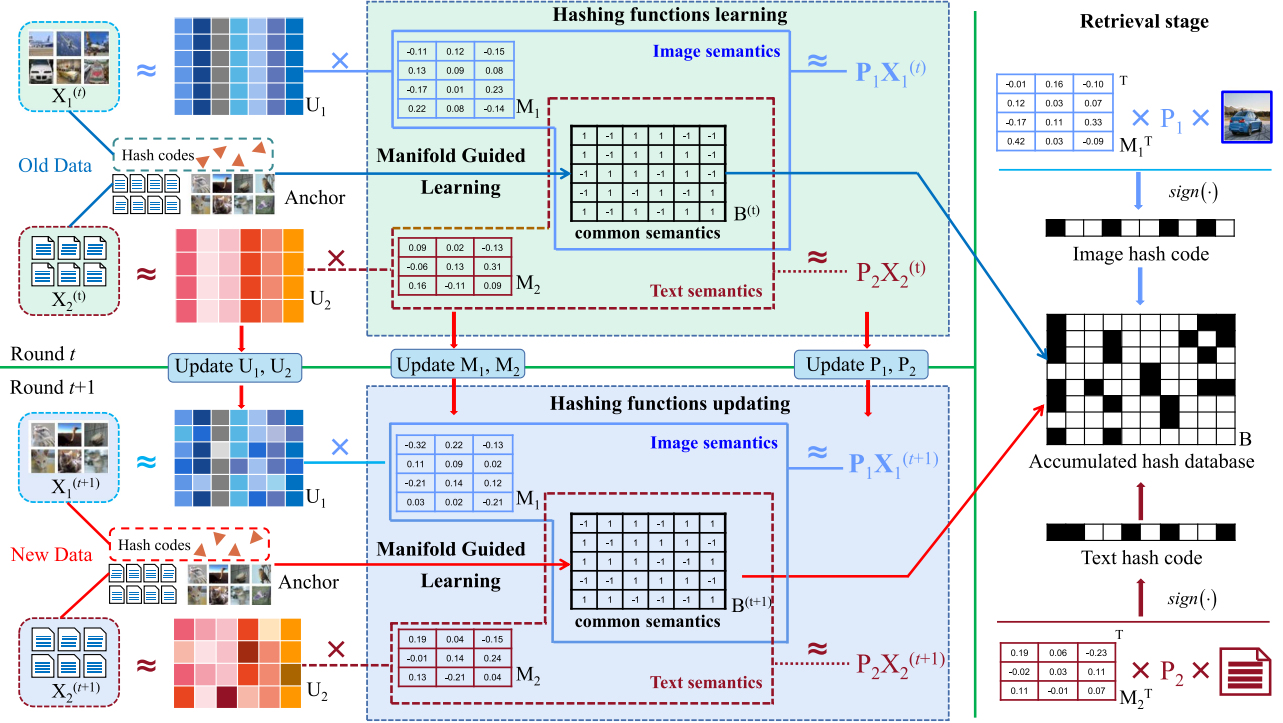 Hashing functions learning
Image semantics
X₁⁽ᵗ⁾
≈
U₁
×
-0.11 0.12 -0.15
0.13 0.09 0.08
-0.17 0.01 0.23
0.22 0.08 -0.14
M₁
≈
P₁X₁⁽ᵗ⁾
Old Data
Hash codes
Anchor
Manifold Guided
Learning
1 -1 1 1 1 -1
1 -1 1 1 -1 -1
-1 1 -1 1 1 -1
-1 1 1 1 -1 -1
1 -1 1 -1 1 1
B⁽ᵗ⁾
common semantics
X₂⁽ᵗ⁾
≈
U₂
×
0.09 0.02 -0.13
-0.06 0.13 0.31
0.16 -0.11 0.09
M₂
Text semantics
≈
P₂X₂⁽ᵗ⁾
Round t
Update U₁, U₂
Update M₁, M₂
Update P₁, P₂
Round t+1
Hashing functions updating
Image semantics
X₁⁽ᵗ⁺¹⁾
≈
U₁
×
-0.32 0.22 -0.13
0.11 0.09 0.02
-0.21 0.14 0.12
0.03 0.02 -0.21
M₁
≈
P₁X₁⁽ᵗ⁺¹⁾
New Data
Hash codes
Anchor
Manifold Guided
Learning
-1 1 -1 -1 1 1
1 1 1 1 -1 1
1 1 1 -1 1 1
-1 1 1 1 1 -1
1 1 -1 -1 -1 1
B⁽ᵗ⁺¹⁾
common semantics
X₂⁽ᵗ⁺¹⁾
≈
U₂
×
0.19 0.04 -0.15
-0.01 0.14 0.24
0.13 -0.21 0.04
M₂
Text semantics
≈
P₂X₂⁽ᵗ⁺¹⁾
Retrieval stage
-0.01 0.16 -0.10
0.12 0.03 0.07
-0.17 0.11 0.33
0.42 0.03 -0.09
T
M₁ᵀ
× P₁ ×
sign(·)
Image hash code
B
Accumulated hash database
Text hash code
sign(·)
0.19 0.06 -0.23
-0.02 0.03 0.11
0.11 -0.01 0.07
T
M₂ᵀ
× P₂ ×